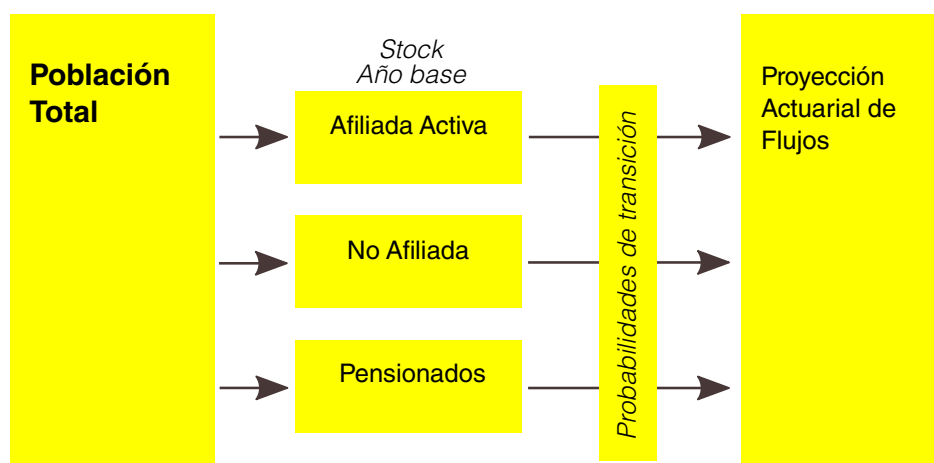 Población
Total
Stock
Año base
Afiliada Activa
No Afiliada
Pensionados
Probabilidades de transición
Proyección
Actuarial de
Flujos